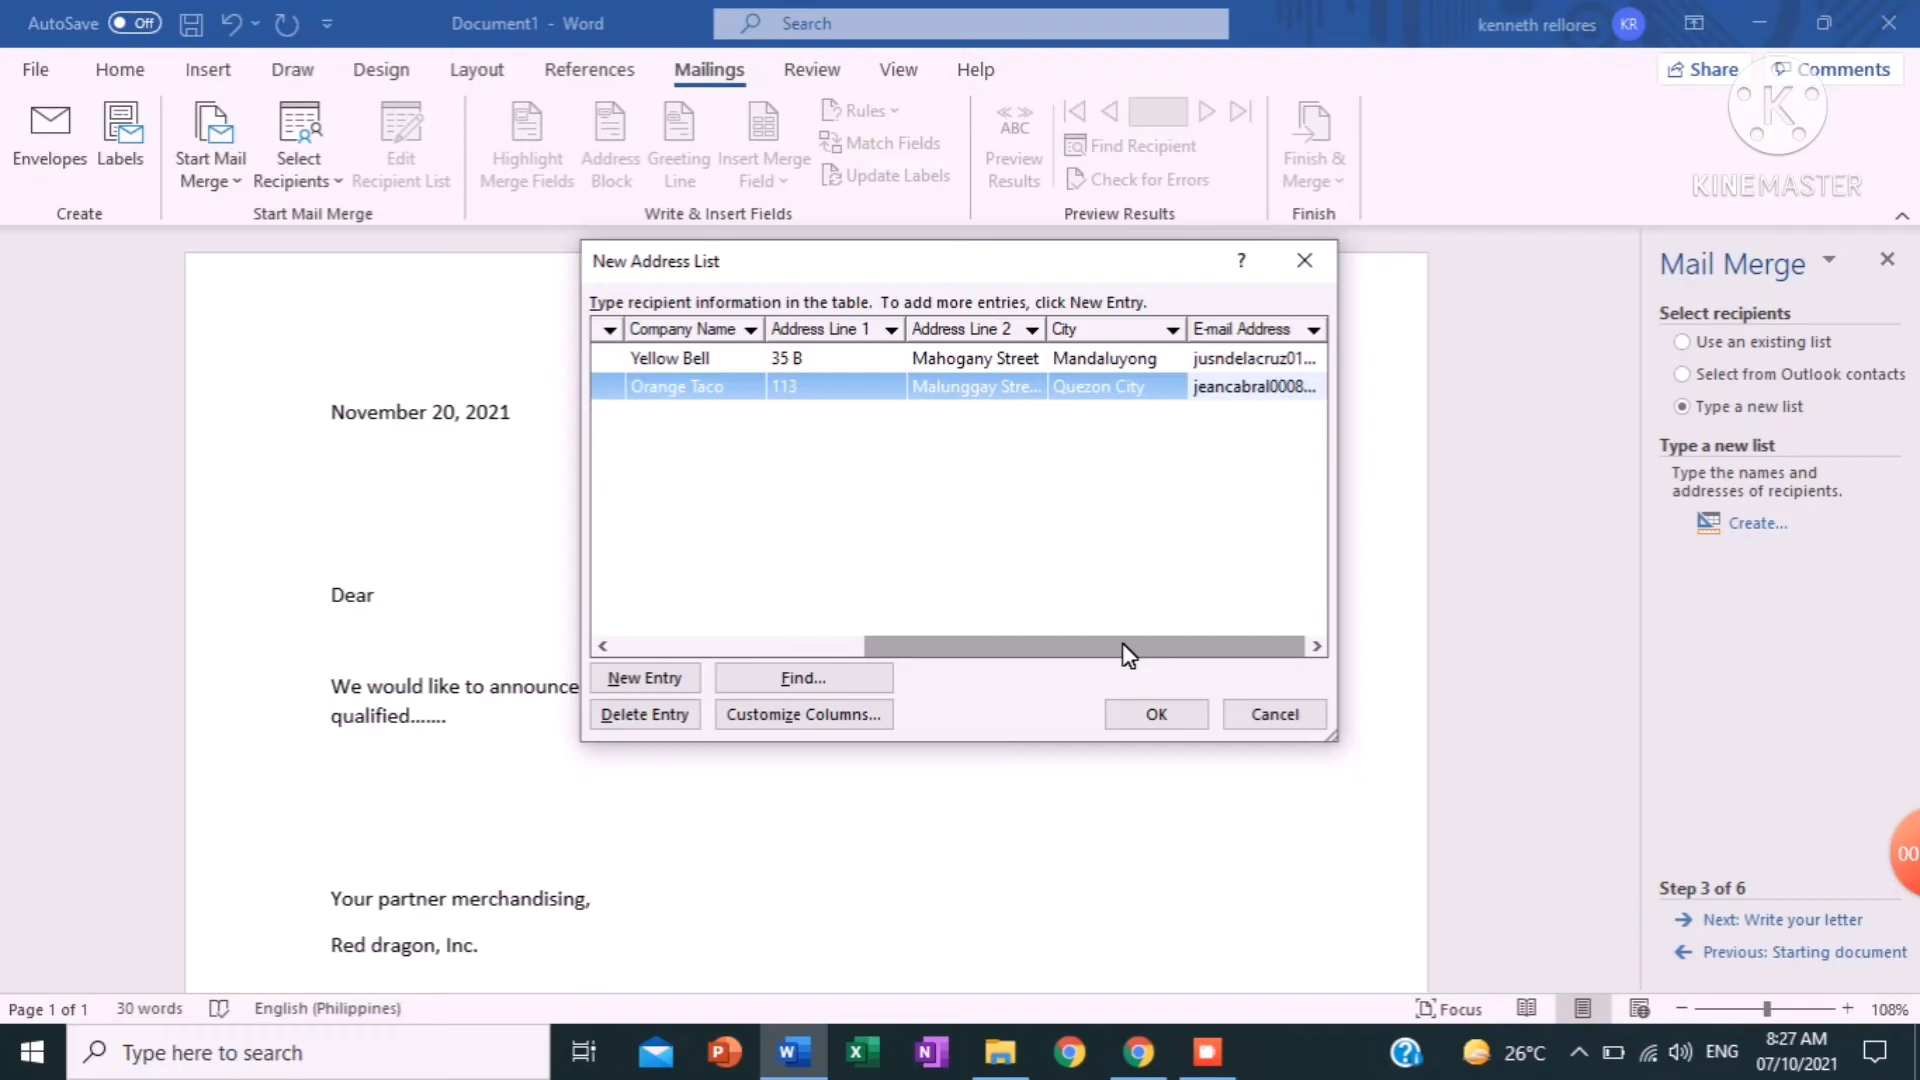 AutoSave Off Document1 - Word Search kenneth rellores KR
File Home Insert Draw Design Layout References Mailings Review View Help Share Comments
Envelopes Labels Start Mail Merge Select Recipients Edit Recipient List Highlight Merge Fields Address Block Greeting Line Insert Merge Field Rules Match Fields Update Labels ABC Preview Results Find Recipient Check for Errors Finish & Merge
Create Start Mail Merge Write & Insert Fields Preview Results Finish
K
KINEMASTER
New Address List ?
Type recipient information in the table. To add more entries, click New Entry.
Company Name Address Line 1 Address Line 2 City E-mail Address
Yellow Bell 35 B Mahogany Street Mandaluyong jusndelacruz01...
Orange Taco 113 Malunggay Stre... Quezon City jeancabral0008...
New Entry Find...
Delete Entry Customize Columns... OK Cancel
November 20, 2021
Dear
We would like to announce
qualified.......
Your partner merchandising,
Red dragon, Inc.
Mail Merge
Select recipients
Use an existing list
Select from Outlook contacts
Type a new list
Type a new list
Type the names and
addresses of recipients.
Create...
00
Step 3 of 6
Next: Write your letter
Previous: Starting document
Page 1 of 1 30 words English (Philippines) Focus 108%
Type here to search 26°C ENG 8:27 AM
07/10/2021